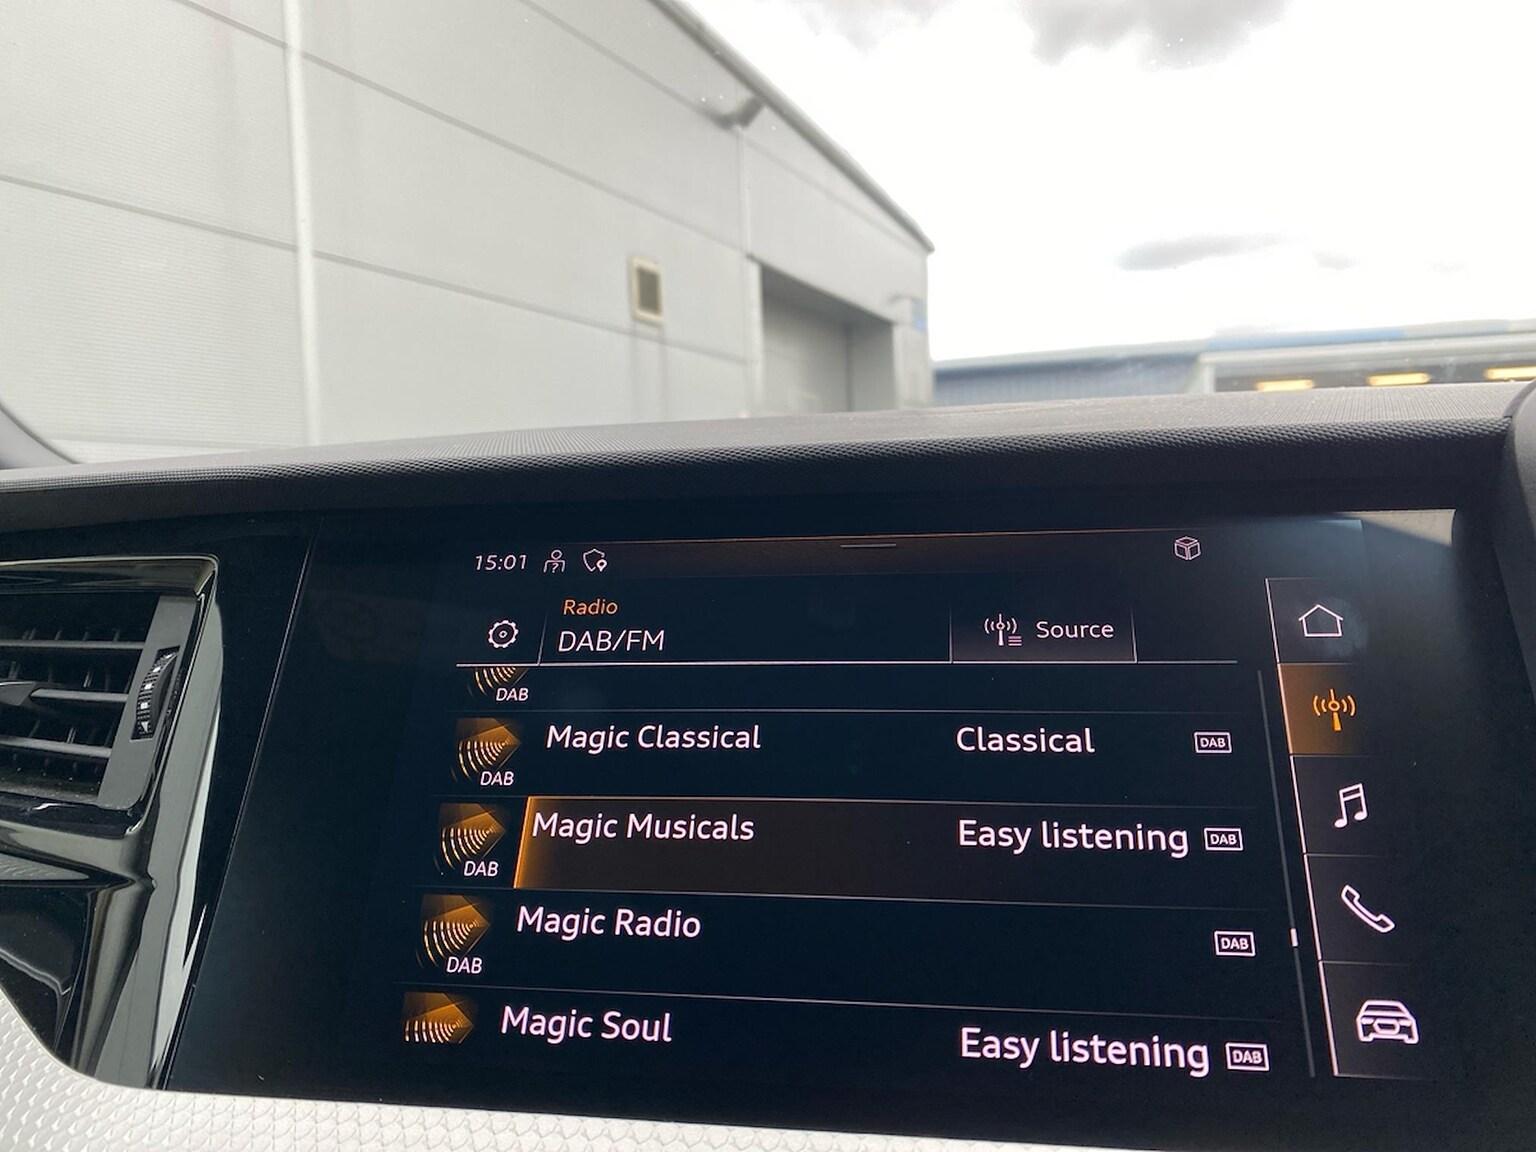 15:01
Radio
DAB/FM
Source
DAB
Magic Classical Classical DAB
DAB
Magic Musicals Easy listening DAB
DAB
Magic Radio DAB
DAB
Magic Soul Easy listening DAB